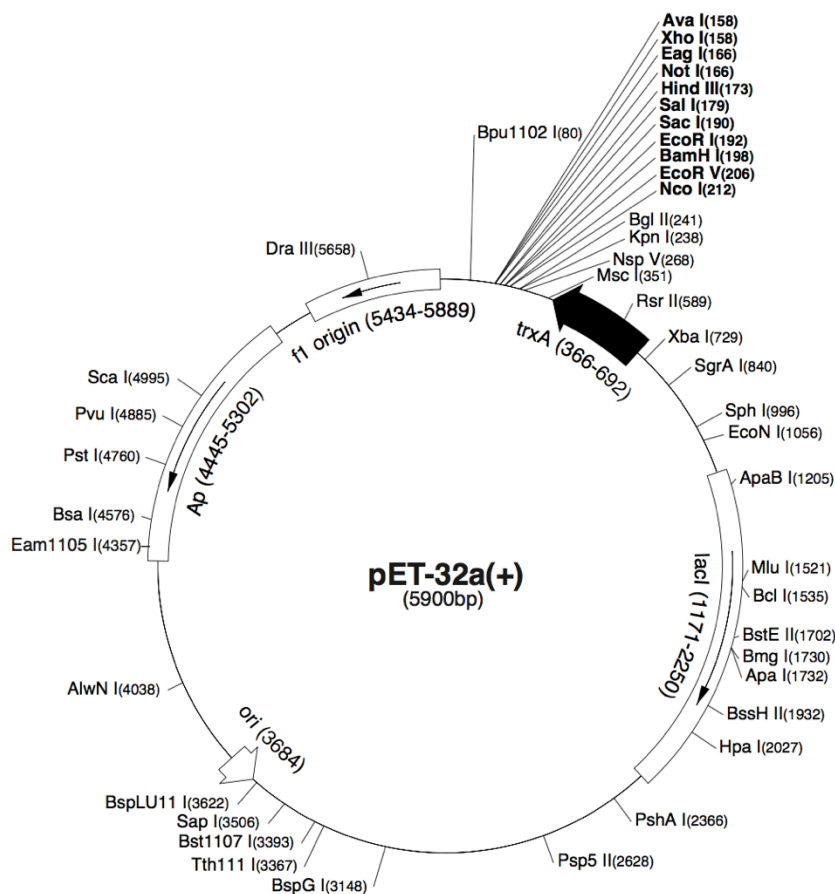 Ava I(158)
Xho I(158)
Eag I(166)
Not I(166)
Hind III(173)
Sal I(179)
Sac I(190)
EcoR I(192)
BamH I(198)
EcoR V(206)
Nco I(212)
Bpu1102 I(80)
Bgl II(241)
Kpn I(238)
Nsp V(268)
Msc I(351)
Dra III(5658)
Rsr II(589)
f1 origin (5434-5889)
trxA (366-692)
Xba I(729)
SgrA I(840)
Sca I(4995)
Pvu I(4885)
Pst I(4760)
Sph I(996)
EcoN I(1056)
Ap (4445-5302)
ApaB I(1205)
Bsa I(4576)
Eam1105 I(4357)
pET-32a(+)
(5900bp)
lacI (1171-2250)
Mlu I(1521)
Bcl I(1535)
BstE II(1702)
Bmg I(1730)
Apa I(1732)
AlwN I(4038)
BssH II(1932)
Hpa I(2027)
ori (3684)
BspLU11 I(3622)
Sap I(3506)
Bst1107 I(3393)
Tth111 I(3367)
BspG I(3148)
PshA I(2366)
Psp5 II(2628)